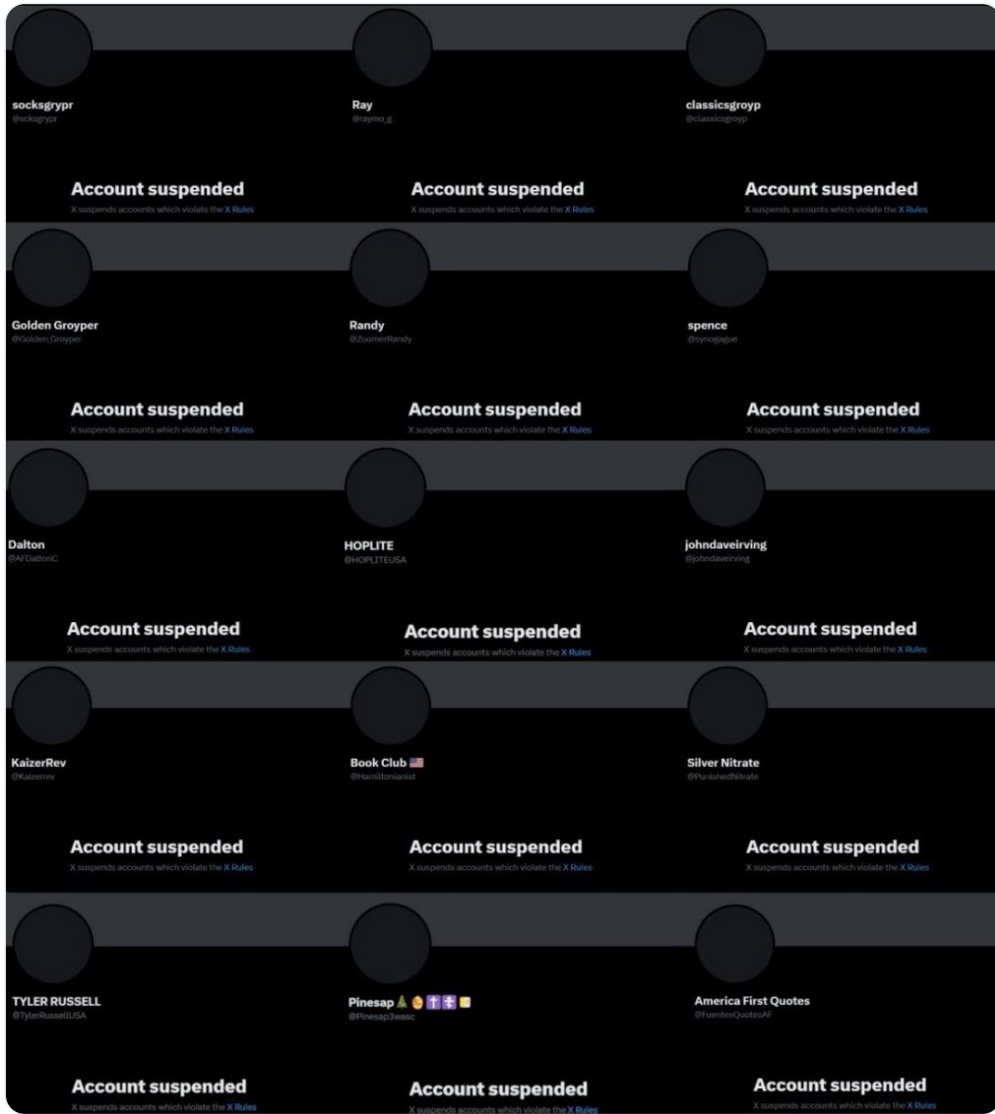 socksgrypr
@scksgrypr
Account suspended
X suspends accounts which violate the X Rules
Ray
@raymo_g
Account suspended
X suspends accounts which violate the X Rules
classicsgroyp
@classicsgroyp
Account suspended
X suspends accounts which violate the X Rules
Golden Groyper
@Golden_Groyper
Account suspended
X suspends accounts which violate the X Rules
Randy
@ZoomerRandy
Account suspended
X suspends accounts which violate the X Rules
spence
@synogague
Account suspended
X suspends accounts which violate the X Rules
Dalton
@AFDaltonC
Account suspended
X suspends accounts which violate the X Rules
HOPLITE
@HOPLITEUSA
Account suspended
X suspends accounts which violate the X Rules
johndaveirving
@johndaveirving
Account suspended
X suspends accounts which violate the X Rules
KaizerRev
@Kaizerrev
Account suspended
X suspends accounts which violate the X Rules
Book Club 🇺🇸
@Hamiltonianist
Account suspended
X suspends accounts which violate the X Rules
Silver Nitrate
@PunishedNitrate
Account suspended
X suspends accounts which violate the X Rules
TYLER RUSSELL
@TylerRussellUSA
Account suspended
X suspends accounts which violate the X Rules
Pinesap
@Pinesap3wasc
Account suspended
X suspends accounts which violate the X Rules
America First Quotes
@FuentesQuotesAF
Account suspended
X suspends accounts which violate the X Rules